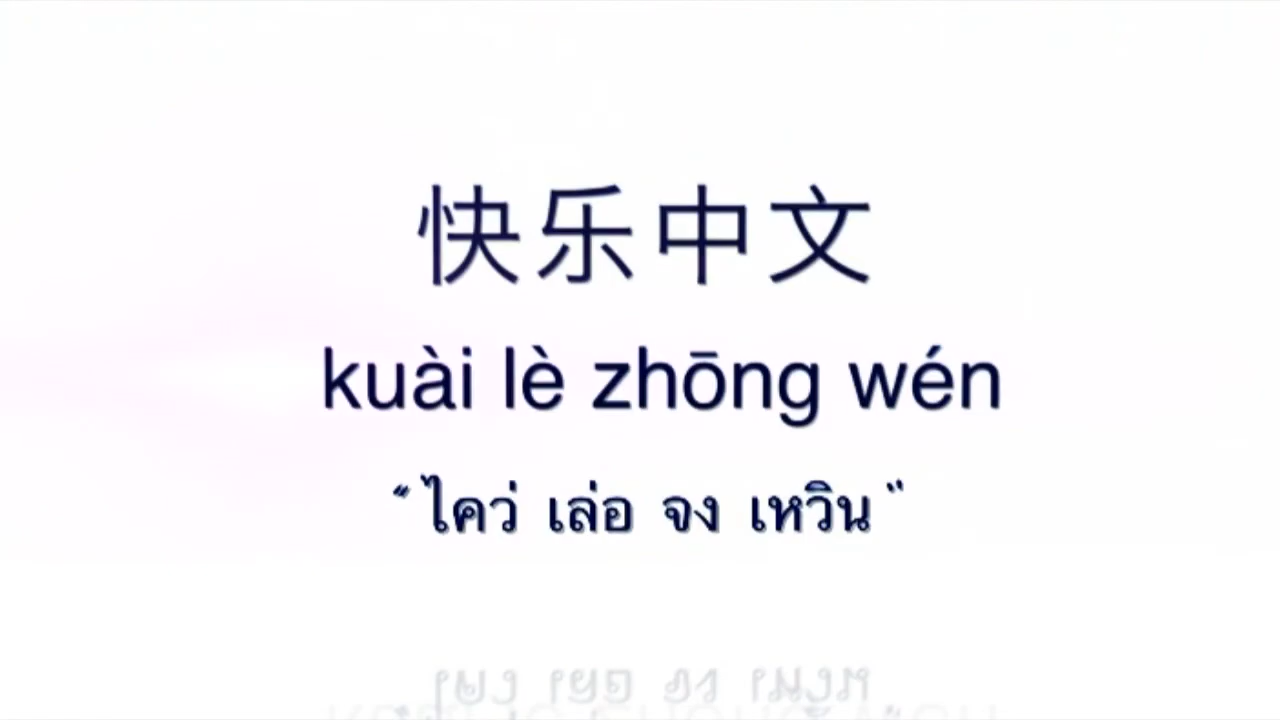 快乐中文
kuài lè zhōng wén
“ไคว่ เล่อ จง เหวิน”